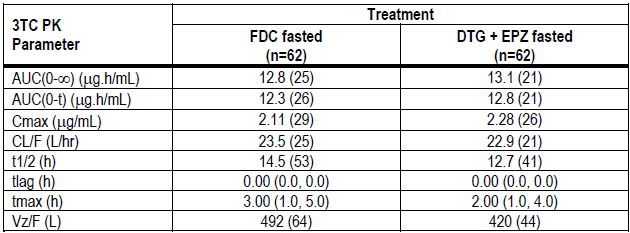 3TC PK Parameter Treatment
FDC fasted (n=62) DTG + EPZ fasted (n=62)
AUC(0-∞) (μg.h/mL) 12.8 (25) 13.1 (21)
AUC(0-t) (μg.h/mL) 12.3 (26) 12.8 (21)
Cmax (μg/mL) 2.11 (29) 2.28 (26)
CL/F (L/hr) 23.5 (25) 22.9 (21)
t1/2 (h) 14.5 (53) 12.7 (41)
tlag (h) 0.00 (0.0, 0.0) 0.00 (0.0, 0.0)
tmax (h) 3.00 (1.0, 5.0) 2.00 (1.0, 4.0)
Vz/F (L) 492 (64) 420 (44)